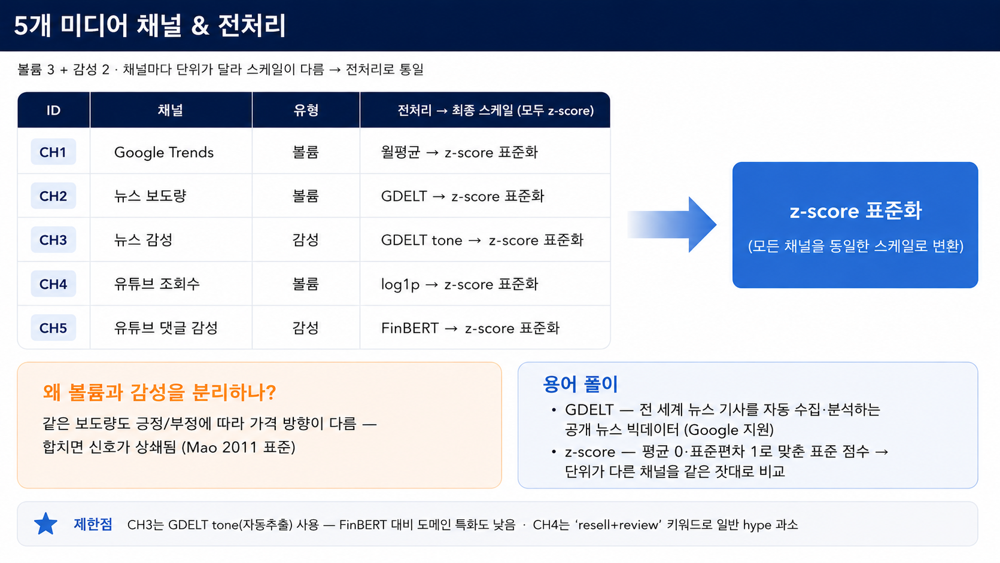 5개 미디어 채널 & 전처리
볼륨 3 + 감성 2 · 채널마다 단위가 달라 스케일이 다름 → 전처리로 통일
ID 채널 유형 전처리 → 최종 스케일 (모두 z-score)
CH1 Google Trends 볼륨 월평균 → z-score 표준화
CH2 뉴스 보도량 볼륨 GDELT → z-score 표준화
CH3 뉴스 감성 감성 GDELT tone → z-score 표준화
CH4 유튜브 조회수 볼륨 log1p → z-score 표준화
CH5 유튜브 댓글 감성 감성 FinBERT → z-score 표준화
z-score 표준화
(모든 채널을 동일한 스케일로 변환)
왜 볼륨과 감성을 분리하나?
같은 보도량도 긍정/부정에 따라 가격 방향이 다름 —
합치면 신호가 상쇄됨 (Mao 2011 표준)
용어 폴이
• GDELT — 전 세계 뉴스 기사를 자동 수집·분석하는
공개 뉴스 빅데이터 (Google 지원)
• z-score — 평균 0·표준편차 1로 맞춘 표준 점수 →
단위가 다른 채널을 같은 잣대로 비교
제한점 CH3는 GDELT tone(자동추출) 사용 — FinBERT 대비 도메인 특화도 낮음 · CH4는 ‘resell+review’ 키워드로 일반 hype 과소